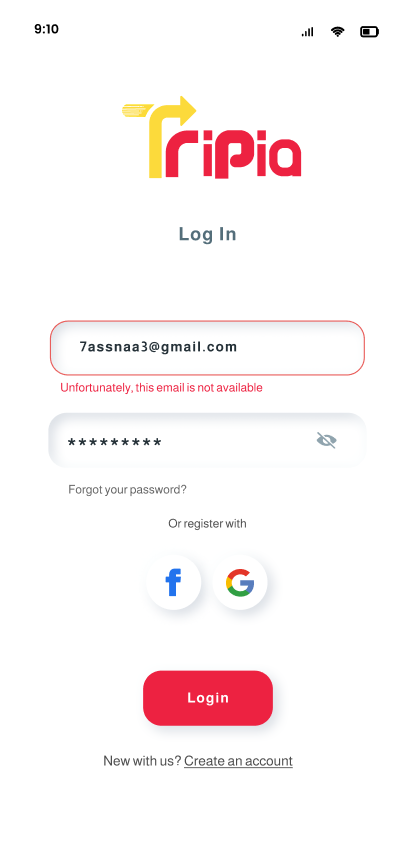 9:10
Tripia
Log In
7assnaa3@gmail.com
Unfortunately, this email is not available
*********
Forgot your password?
Or register with
f
G
Login
New with us? Create an account